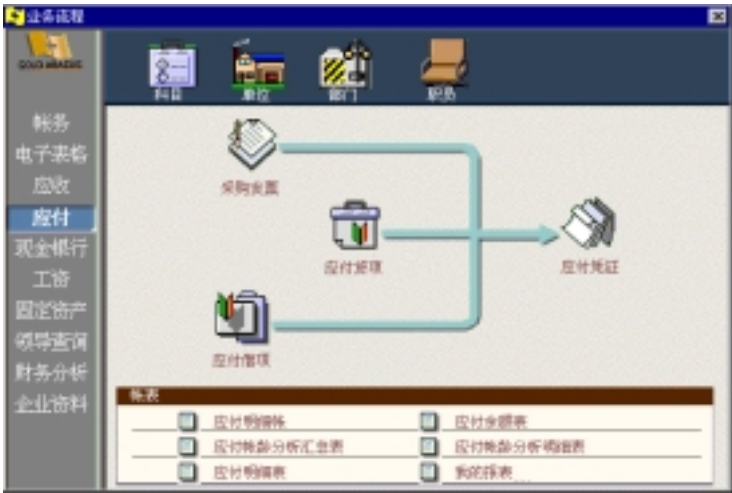 业务流程
GOLD ABACUS
科目
单位
部门
职员
帐务
电子表格
应收
应付
现金银行
工资
固定资产
领导查询
财务分析
企业资料
采购发票
应付贷项
应付凭证
应付借项
帐表
应付明细帐
应付余额表
应付帐龄分析汇总表
应付帐龄分析明细表
应付明细表
我的报表...